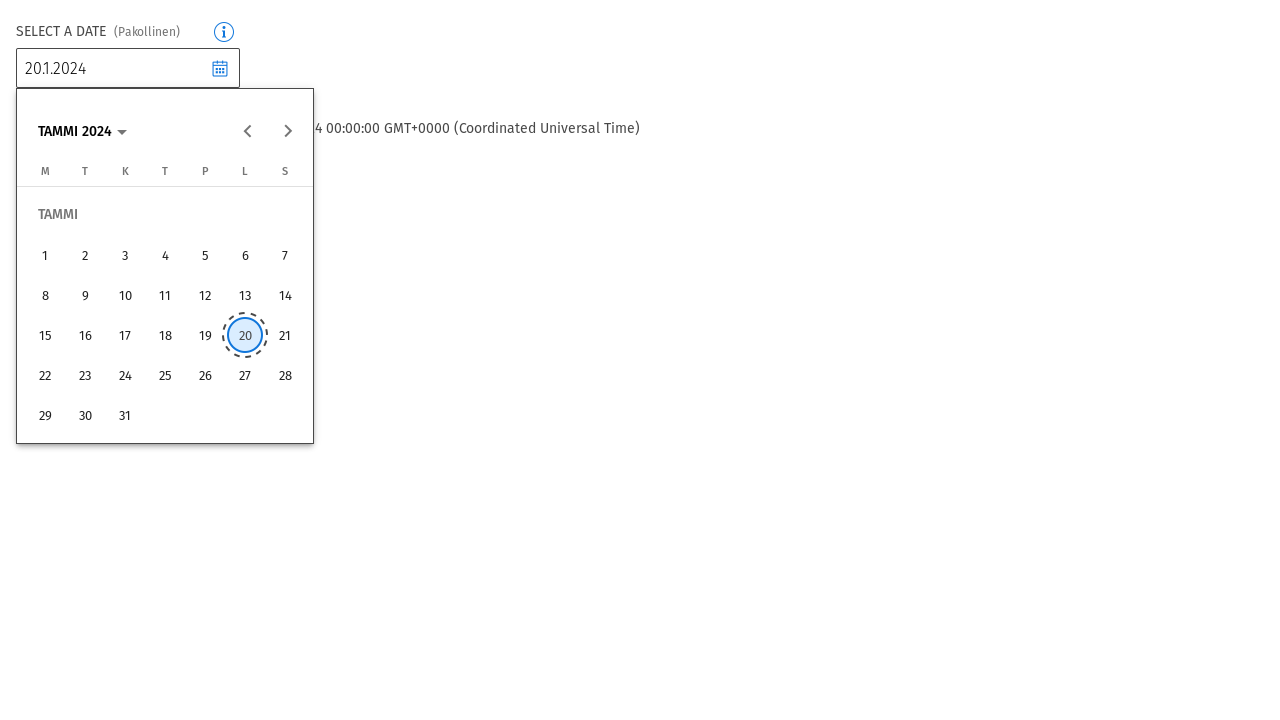 SELECT A DATE (Pakollinen)
20.1.2024
TAMMI 2024
4 00:00:00 GMT+0000 (Coordinated Universal Time)
M T K T P L S
TAMMI
1 2 3 4 5 6 7
8 9 10 11 12 13 14
15 16 17 18 19 20 21
22 23 24 25 26 27 28
29 30 31